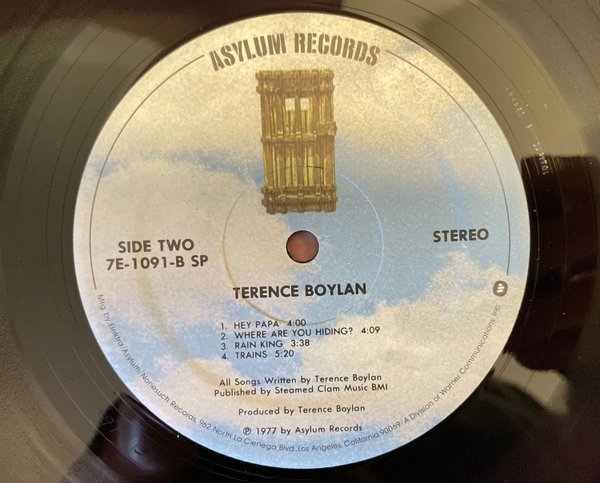 ASYLUM RECORDS
SIDE TWO
7E-1091-B SP
STEREO
TERENCE BOYLAN
1. HEY PAPA 4:00
2. WHERE ARE YOU HIDING? 4:09
3. RAIN KING 3:38
4. TRAINS 5:20
All Songs Written by Terence Boylan
Published by Steamed Clam Music BMI
Produced by Terence Boylan
℗ 1977 by Asylum Records
Mfg. by Elektra/Asylum/Nonesuch Records, 962 North La Cienega Blvd., Los Angeles, California 90069/A Division of Warner Communications Inc.